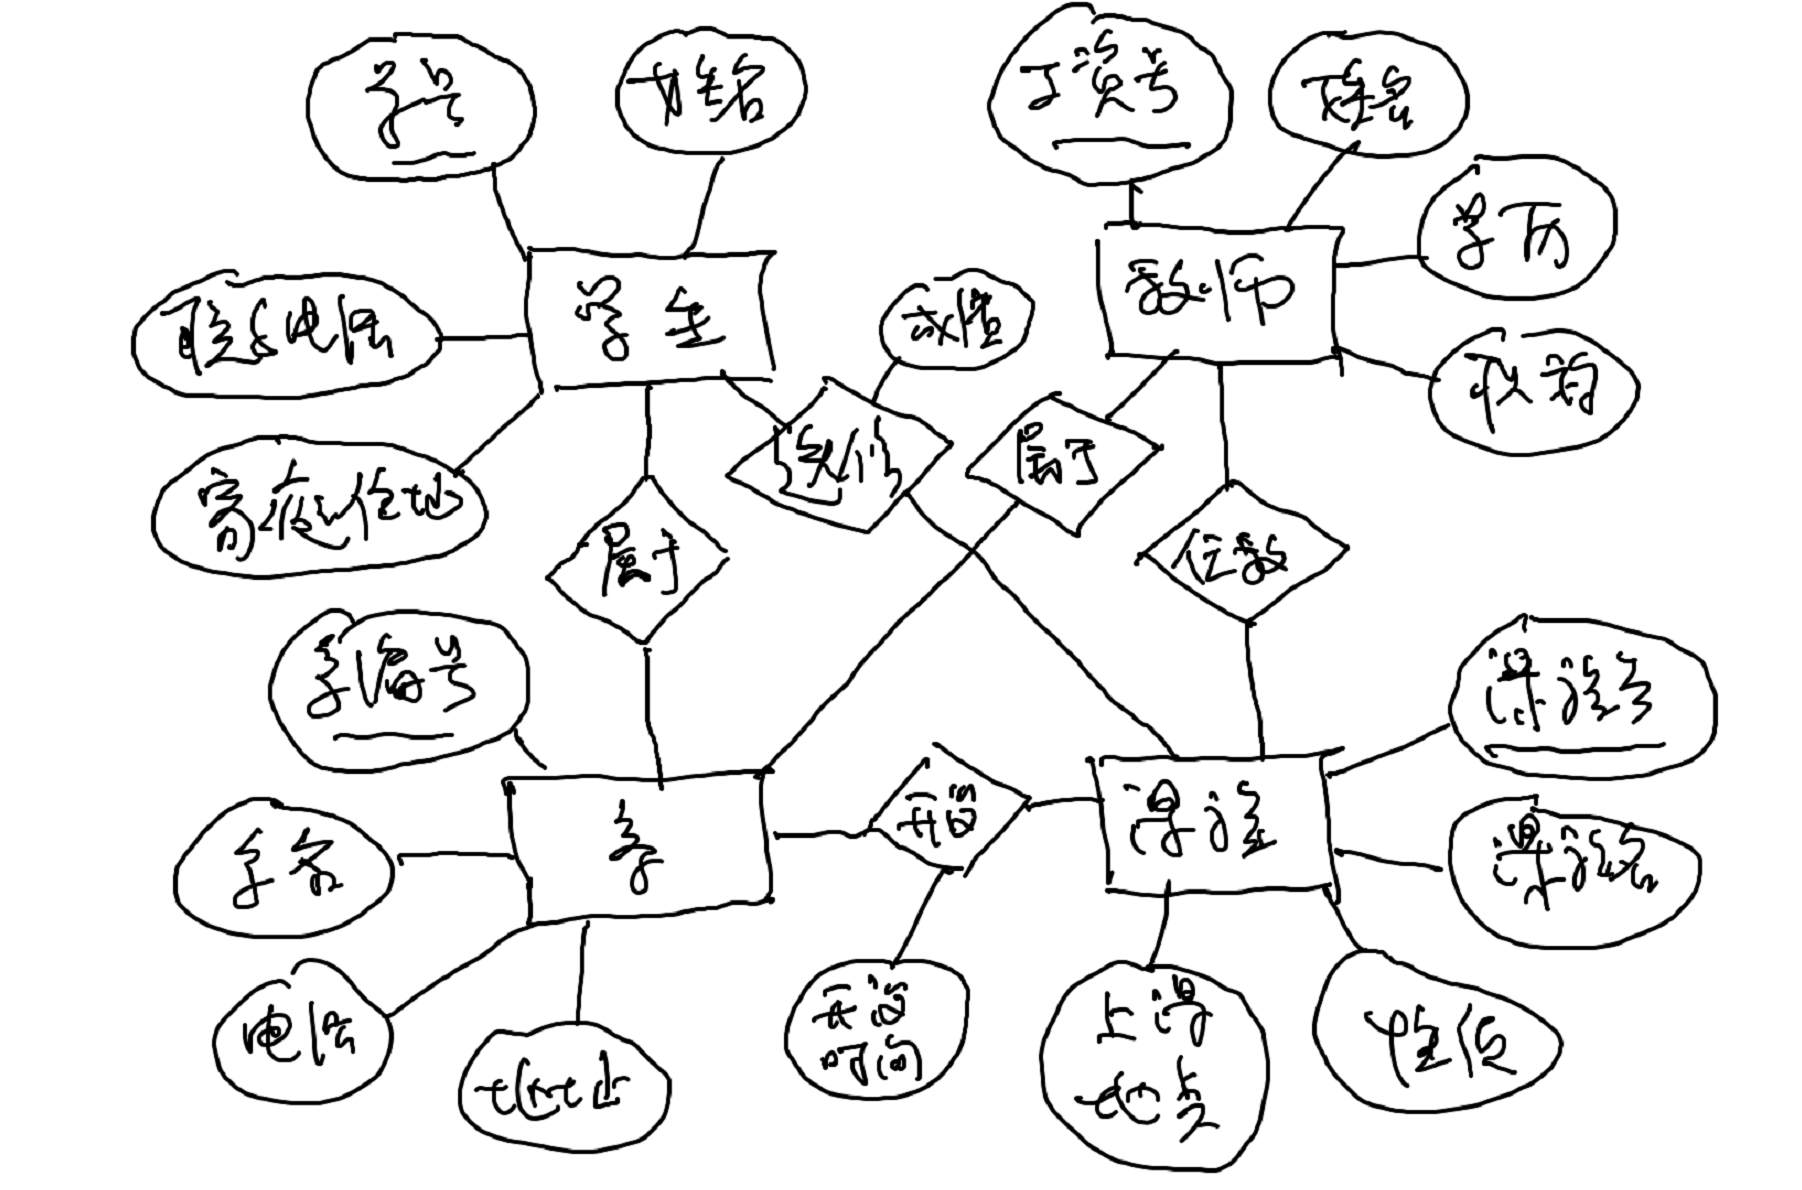 学号
姓名
工资号
姓名
学历
教师
学生
成绩
联系电话
职称
选修
属于
家庭住地
属于
任教
系编号
课程号
开设
课程
系
课程名
系名
开设
时间
上课
地点
性质
电话
地址